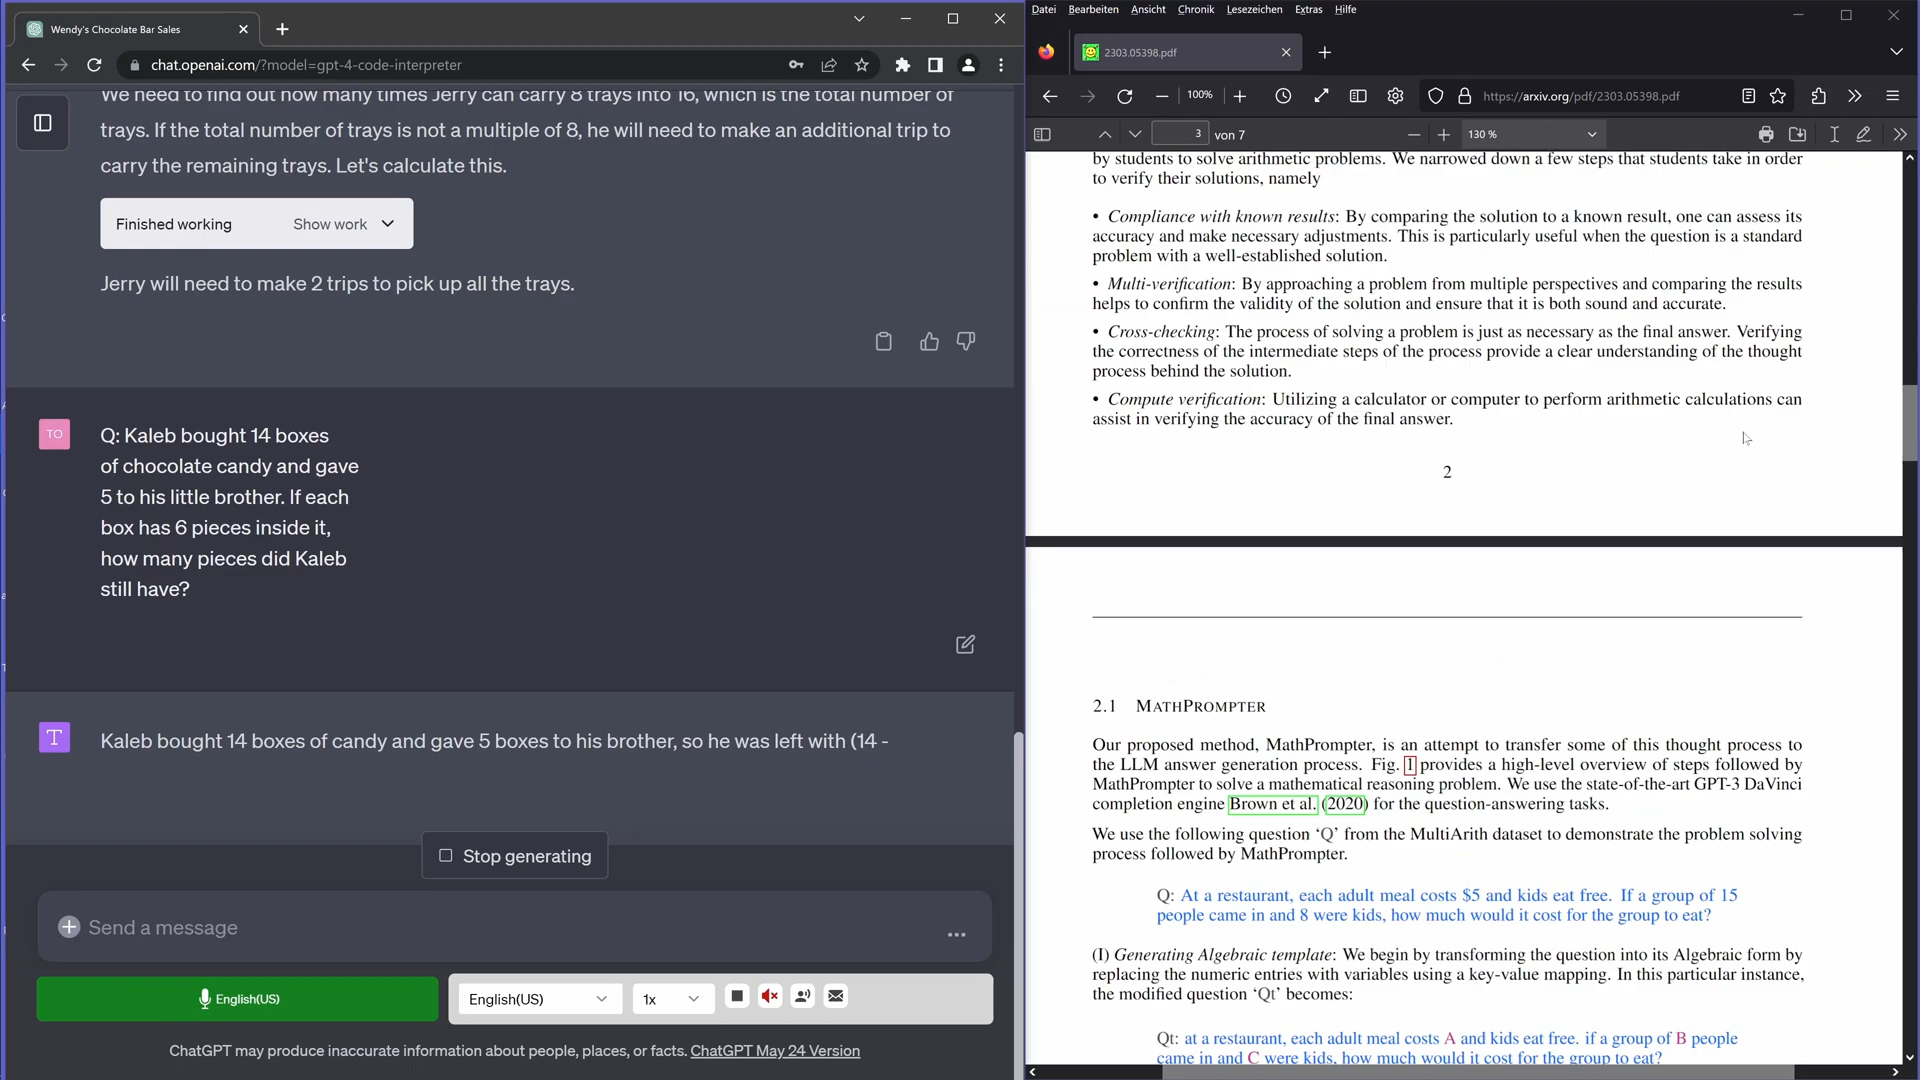 Wendy's Chocolate Bar Sales
chat.openai.com/?model=gpt-4-code-interpreter
We need to find out how many times Jerry can carry 8 trays into 16, which is the total number of
trays. If the total number of trays is not a multiple of 8, he will need to make an additional trip to
carry the remaining trays. Let's calculate this.
Finished working
Show work
Jerry will need to make 2 trips to pick up all the trays.
TO
Q: Kaleb bought 14 boxes
of chocolate candy and gave
5 to his little brother. If each
box has 6 pieces inside it,
how many pieces did Kaleb
still have?
T
Kaleb bought 14 boxes of candy and gave 5 boxes to his brother, so he was left with (14 -
Stop generating
Send a message
English(US)
English(US)
1x
ChatGPT may produce inaccurate information about people, places, or facts. ChatGPT May 24 Version
Datei Bearbeiten Ansicht Chronik Lesezeichen Extras Hilfe
2303.05398.pdf
100%
https://arxiv.org/pdf/2303.05398.pdf
3 von 7
130 %
by students to solve arithmetic problems. We narrowed down a few steps that students take in order
to verify their solutions, namely
• Compliance with known results: By comparing the solution to a known result, one can assess its
accuracy and make necessary adjustments. This is particularly useful when the question is a standard
problem with a well-established solution.
• Multi-verification: By approaching a problem from multiple perspectives and comparing the results
helps to confirm the validity of the solution and ensure that it is both sound and accurate.
• Cross-checking: The process of solving a problem is just as necessary as the final answer. Verifying
the correctness of the intermediate steps of the process provide a clear understanding of the thought
process behind the solution.
• Compute verification: Utilizing a calculator or computer to perform arithmetic calculations can
assist in verifying the accuracy of the final answer.
2
2.1 MATHPROMPTER
Our proposed method, MathPrompter, is an attempt to transfer some of this thought process to
the LLM answer generation process. Fig. 1 provides a high-level overview of steps followed by
MathPrompter to solve a mathematical reasoning problem. We use the state-of-the-art GPT-3 DaVinci
completion engine Brown et al. (2020) for the question-answering tasks.
We use the following question ‘Q’ from the MultiArith dataset to demonstrate the problem solving
process followed by MathPrompter.
Q: At a restaurant, each adult meal costs $5 and kids eat free. If a group of 15
people came in and 8 were kids, how much would it cost for the group to eat?
(I) Generating Algebraic template: We begin by transforming the question into its Algebraic form by
replacing the numeric entries with variables using a key-value mapping. In this particular instance,
the modified question ‘Qt’ becomes:
Qt: at a restaurant, each adult meal costs A and kids eat free. if a group of B people
came in and C were kids, how much would it cost for the group to eat?